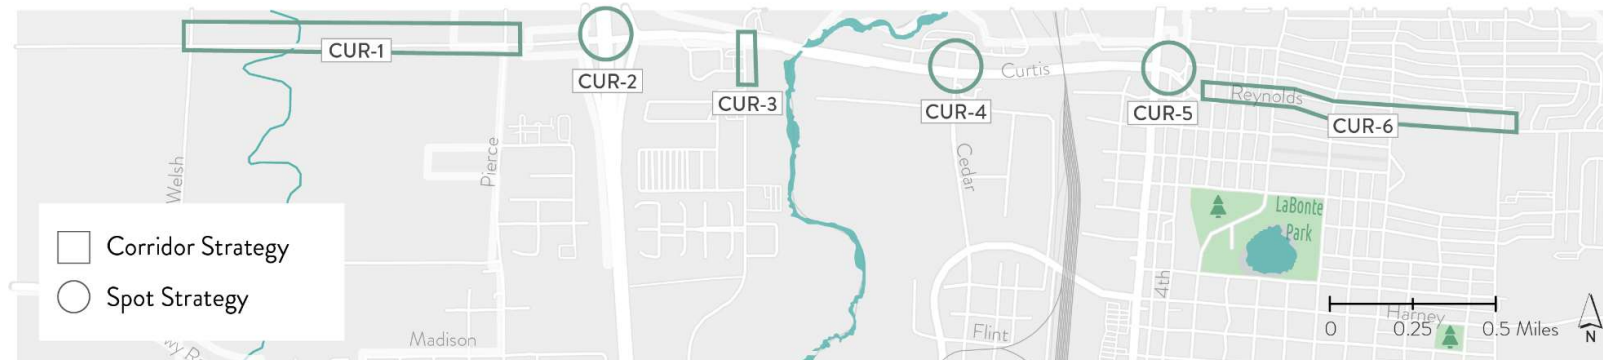 CUR-1
CUR-2
CUR-3
CUR-4
Curtis
CUR-5
Reynolds
CUR-6
Welsh
Pierce
Cedar
LaBonte
Park
Corridor Strategy
Spot Strategy
4th
Harney
0 0.25 0.5 Miles
N
Flint
Madison